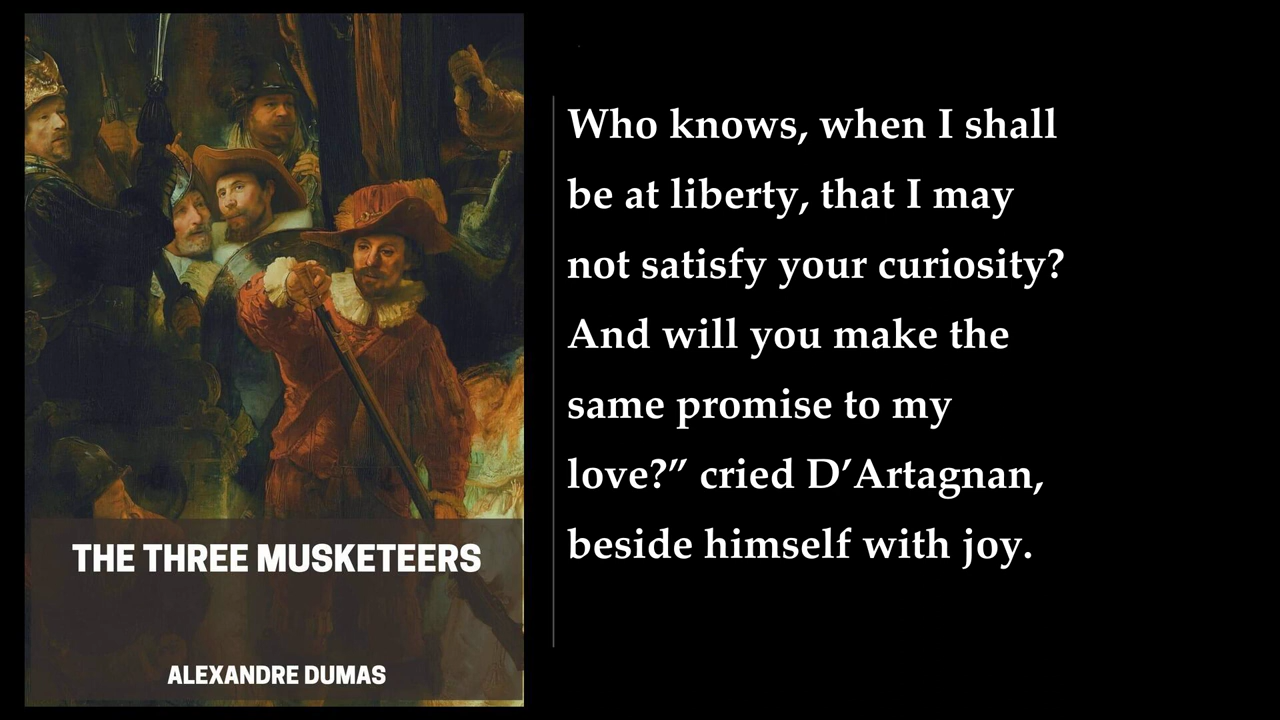 THE THREE MUSKETEERS
ALEXANDRE DUMAS
Who knows, when I shall
be at liberty, that I may
not satisfy your curiosity?
And will you make the
same promise to my
love?” cried D’Artagnan,
beside himself with joy.